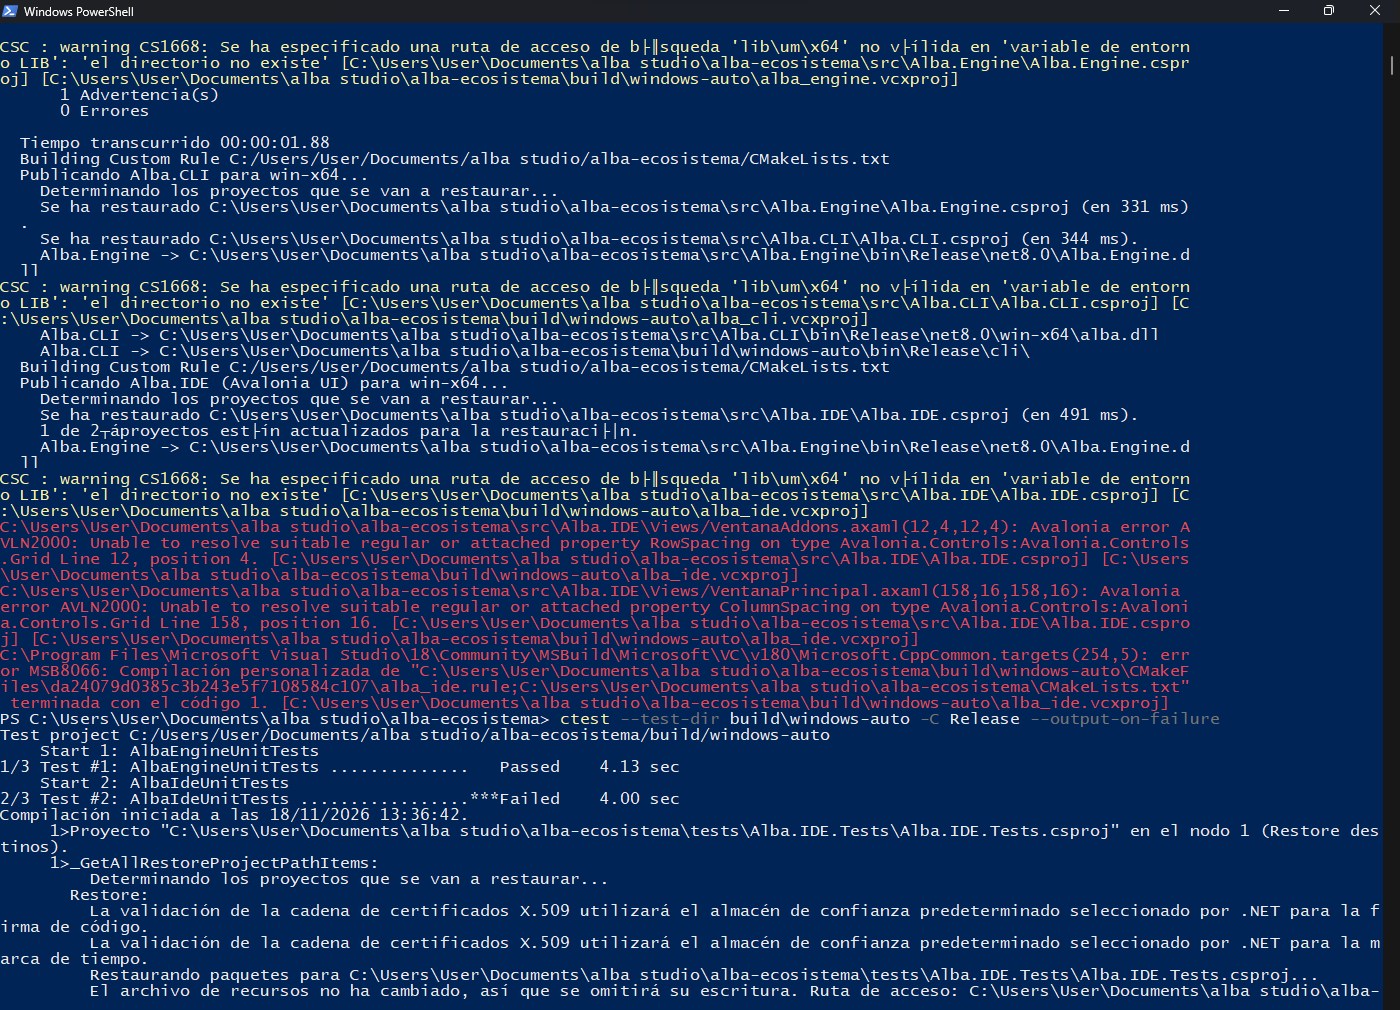 Windows PowerShell
CSC : warning CS1668: Se ha especificado una ruta de acceso de b├║squeda 'lib\um\x64' no v├ílida en 'variable de entorn
o LIB': 'el directorio no existe' [C:\Users\User\Documents\alba studio\alba-ecosistema\src\Alba.Engine\Alba.Engine.cspr
oj] [C:\Users\User\Documents\alba studio\alba-ecosistema\build\windows-auto\alba_engine.vcxproj]
1 Advertencia(s)
0 Errores
Tiempo transcurrido 00:00:01.88
Building Custom Rule C:/Users/User/Documents/alba studio/alba-ecosistema/CMakeLists.txt
Publicando Alba.CLI para win-x64...
Determinando los proyectos que se van a restaurar...
Se ha restaurado C:\Users\User\Documents\alba studio\alba-ecosistema\src\Alba.Engine\Alba.Engine.csproj (en 331 ms)
.
Se ha restaurado C:\Users\User\Documents\alba studio\alba-ecosistema\src\Alba.CLI\Alba.CLI.csproj (en 344 ms).
Alba.Engine -> C:\Users\User\Documents\alba studio\alba-ecosistema\src\Alba.Engine\bin\Release\net8.0\Alba.Engine.d
ll
CSC : warning CS1668: Se ha especificado una ruta de acceso de b├║squeda 'lib\um\x64' no v├ílida en 'variable de entorn
o LIB': 'el directorio no existe' [C:\Users\User\Documents\alba studio\alba-ecosistema\src\Alba.CLI\Alba.CLI.csproj] [C
:\Users\User\Documents\alba studio\alba-ecosistema\build\windows-auto\alba_cli.vcxproj]
Alba.CLI -> C:\Users\User\Documents\alba studio\alba-ecosistema\src\Alba.CLI\bin\Release\net8.0\win-x64\alba.dll
Alba.CLI -> C:\Users\User\Documents\alba studio\alba-ecosistema\build\windows-auto\bin\Release\cli\
Building Custom Rule C:/Users/User/Documents/alba studio/alba-ecosistema/CMakeLists.txt
Publicando Alba.IDE (Avalonia UI) para win-x64...
Determinando los proyectos que se van a restaurar...
Se ha restaurado C:\Users\User\Documents\alba studio\alba-ecosistema\src\Alba.IDE\Alba.IDE.csproj (en 491 ms).
1 de 2┬áproyectos est├ín actualizados para la restauraci├│n.
Alba.Engine -> C:\Users\User\Documents\alba studio\alba-ecosistema\src\Alba.Engine\bin\Release\net8.0\Alba.Engine.d
ll
CSC : warning CS1668: Se ha especificado una ruta de acceso de b├║squeda 'lib\um\x64' no v├ílida en 'variable de entorn
o LIB': 'el directorio no existe' [C:\Users\User\Documents\alba studio\alba-ecosistema\src\Alba.IDE\Alba.IDE.csproj] [C
:\Users\User\Documents\alba studio\alba-ecosistema\build\windows-auto\alba_ide.vcxproj]
C:\Users\User\Documents\alba studio\alba-ecosistema\src\Alba.IDE\Views/VentanaAddons.axaml(12,4,12,4): Avalonia error A
VLN2000: Unable to resolve suitable regular or attached property RowSpacing on type Avalonia.Controls:Avalonia.Controls
.Grid Line 12, position 4. [C:\Users\User\Documents\alba studio\alba-ecosistema\src\Alba.IDE\Alba.IDE.csproj] [C:\Users
\User\Documents\alba studio\alba-ecosistema\build\windows-auto\alba_ide.vcxproj]
C:\Users\User\Documents\alba studio\alba-ecosistema\src\Alba.IDE\Views/VentanaPrincipal.axaml(158,16,158,16): Avalonia
error AVLN2000: Unable to resolve suitable regular or attached property ColumnSpacing on type Avalonia.Controls:Avaloni
a.Controls.Grid Line 158, position 16. [C:\Users\User\Documents\alba studio\alba-ecosistema\src\Alba.IDE\Alba.IDE.cspro
j] [C:\Users\User\Documents\alba studio\alba-ecosistema\build\windows-auto\alba_ide.vcxproj]
C:\Program Files\Microsoft Visual Studio\18\Community\MSBuild\Microsoft\VC\v180\Microsoft.CppCommon.targets(254,5): err
or MSB8066: Compilación personalizada de "C:\Users\User\Documents\alba studio\alba-ecosistema\build\windows-auto\CMakeF
iles\da24079d0385c3b243e5f7108584c107\alba_ide.rule;C:\Users\User\Documents\alba studio\alba-ecosistema\CMakeLists.txt"
terminada con el código 1. [C:\Users\User\Documents\alba studio\alba-ecosistema\build\windows-auto\alba_ide.vcxproj]
PS C:\Users\User\Documents\alba studio\alba-ecosistema> ctest --test-dir build\windows-auto -C Release --output-on-failure
Test project C:/Users/User/Documents/alba studio/alba-ecosistema/build/windows-auto
Start 1: AlbaEngineUnitTests
1/3 Test #1: AlbaEngineUnitTests ..............   Passed    4.13 sec
Start 2: AlbaIdeUnitTests
2/3 Test #2: AlbaIdeUnitTests .................***Failed    4.00 sec
Compilación iniciada a las 18/11/2026 13:36:42.
1>Proyecto "C:\Users\User\Documents\alba studio\alba-ecosistema\tests\Alba.IDE.Tests\Alba.IDE.Tests.csproj" en el nodo 1 (Restore des
tinos).
1>_GetAllRestoreProjectPathItems:
Determinando los proyectos que se van a restaurar...
Restore:
La validación de la cadena de certificados X.509 utilizará el almacén de confianza predeterminado seleccionado por .NET para la f
irma de código.
La validación de la cadena de certificados X.509 utilizará el almacén de confianza predeterminado seleccionado por .NET para la m
arca de tiempo.
Restaurando paquetes para C:\Users\User\Documents\alba studio\alba-ecosistema\tests\Alba.IDE.Tests\Alba.IDE.Tests.csproj...
El archivo de recursos no ha cambiado, así que se omitirá su escritura. Ruta de acceso: C:\Users\User\Documents\alba studio\alba-